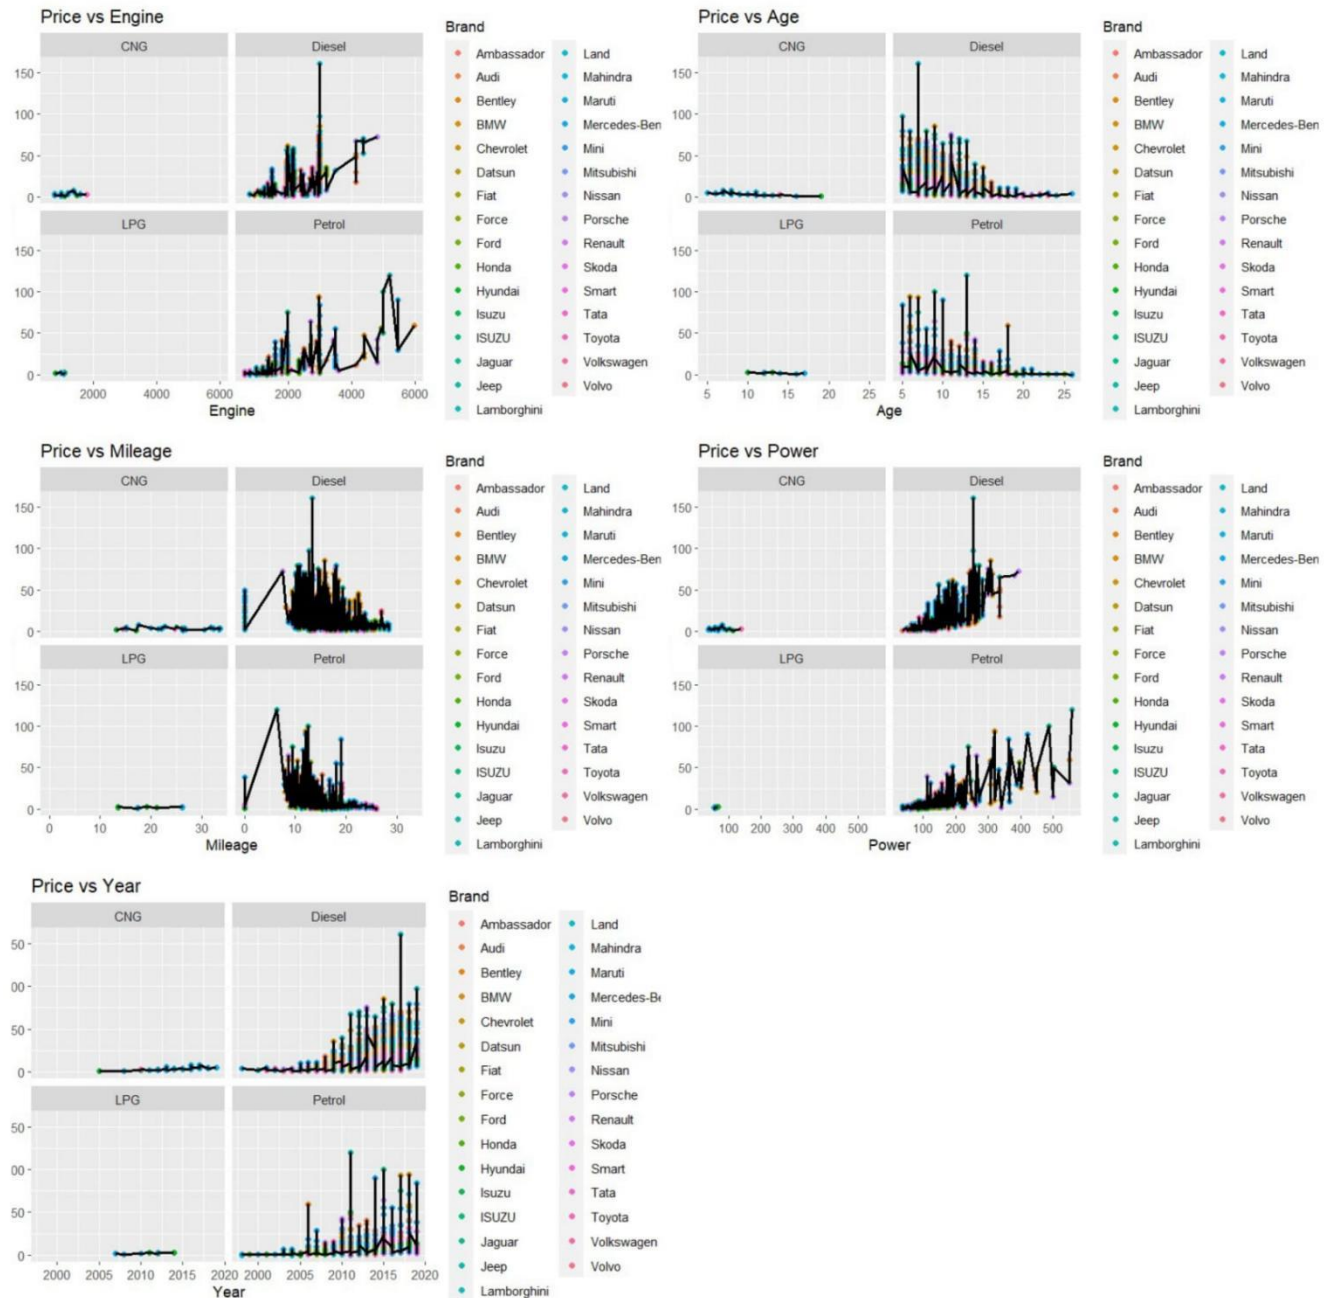 Price vs Engine
CNG Diesel
150
100
50
0
LPG Petrol
150
100
50
0
2000 4000 6000 2000 4000 6000
Engine
Brand
Ambassador Land
Audi Mahindra
Bentley Maruti
BMW Mercedes-Ben
Chevrolet Mini
Datsun Mitsubishi
Fiat Nissan
Force Porsche
Ford Renault
Honda Skoda
Hyundai Smart
Isuzu Tata
ISUZU Toyota
Jaguar Volkswagen
Jeep Volvo
Lamborghini
Price vs Age
CNG Diesel
150
100
50
0
LPG Petrol
150
100
50
0
5 10 15 20 25 5 10 15 20 25
Age
Brand
Ambassador Land
Audi Mahindra
Bentley Maruti
BMW Mercedes-Ben
Chevrolet Mini
Datsun Mitsubishi
Fiat Nissan
Force Porsche
Ford Renault
Honda Skoda
Hyundai Smart
Isuzu Tata
ISUZU Toyota
Jaguar Volkswagen
Jeep Volvo
Lamborghini
Price vs Mileage
CNG Diesel
150
100
50
0
LPG Petrol
150
100
50
0
0 10 20 30 0 10 20 30
Mileage
Brand
Ambassador Land
Audi Mahindra
Bentley Maruti
BMW Mercedes-Ben
Chevrolet Mini
Datsun Mitsubishi
Fiat Nissan
Force Porsche
Ford Renault
Honda Skoda
Hyundai Smart
Isuzu Tata
ISUZU Toyota
Jaguar Volkswagen
Jeep Volvo
Lamborghini
Price vs Power
CNG Diesel
150
100
50
0
LPG Petrol
150
100
50
0
100 200 300 400 500 100 200 300 400 500
Power
Brand
Ambassador Land
Audi Mahindra
Bentley Maruti
BMW Mercedes-Ben
Chevrolet Mini
Datsun Mitsubishi
Fiat Nissan
Force Porsche
Ford Renault
Honda Skoda
Hyundai Smart
Isuzu Tata
ISUZU Toyota
Jaguar Volkswagen
Jeep Volvo
Lamborghini
Price vs Year
CNG Diesel
50
00
50
0
LPG Petrol
50
00
50
0
2000 2005 2010 2015 2020 2000 2005 2010 2015 2020
Year
Brand
Ambassador Land
Audi Mahindra
Bentley Maruti
BMW Mercedes-Be
Chevrolet Mini
Datsun Mitsubishi
Fiat Nissan
Force Porsche
Ford Renault
Honda Skoda
Hyundai Smart
Isuzu Tata
ISUZU Toyota
Jaguar Volkswagen
Jeep Volvo
Lamborghini